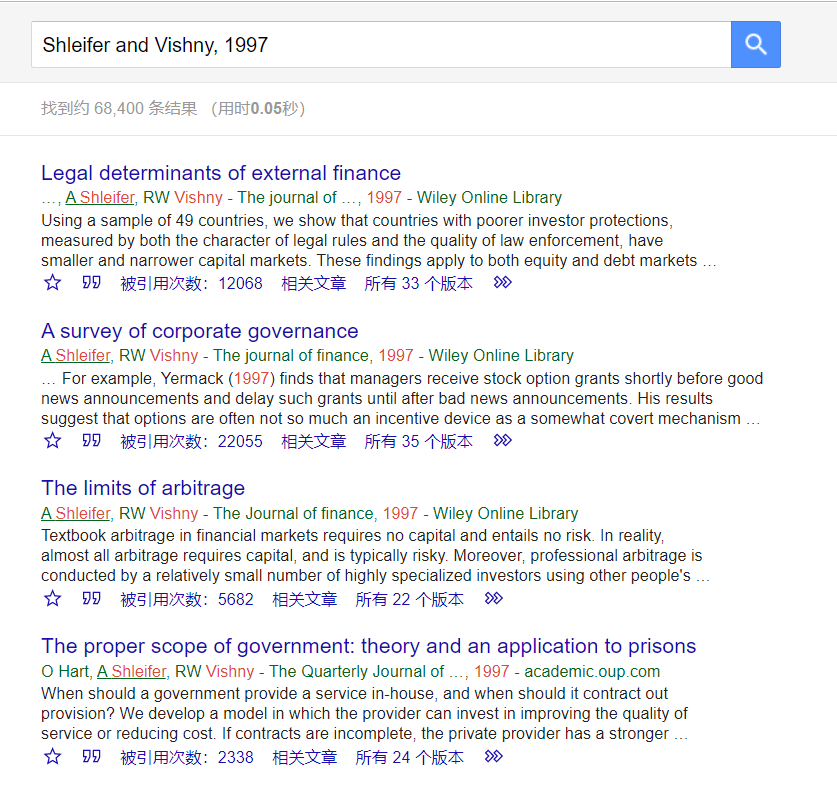 Shleifer and Vishny, 1997
找到约 68,400 条结果 （用时0.05秒）
Legal determinants of external finance
…, A Shleifer, RW Vishny - The journal of …, 1997 - Wiley Online Library
Using a sample of 49 countries, we show that countries with poorer investor protections,
measured by both the character of legal rules and the quality of law enforcement, have
smaller and narrower capital markets. These findings apply to both equity and debt markets …
被引用次数：12068 相关文章 所有 33 个版本
A survey of corporate governance
A Shleifer, RW Vishny - The journal of finance, 1997 - Wiley Online Library
… For example, Yermack (1997) finds that managers receive stock option grants shortly before good
news announcements and delay such grants until after bad news announcements. His results
suggest that options are often not so much an incentive device as a somewhat covert mechanism …
被引用次数：22055 相关文章 所有 35 个版本
The limits of arbitrage
A Shleifer, RW Vishny - The Journal of finance, 1997 - Wiley Online Library
Textbook arbitrage in financial markets requires no capital and entails no risk. In reality,
almost all arbitrage requires capital, and is typically risky. Moreover, professional arbitrage is
conducted by a relatively small number of highly specialized investors using other people's …
被引用次数：5682 相关文章 所有 22 个版本
The proper scope of government: theory and an application to prisons
O Hart, A Shleifer, RW Vishny - The Quarterly Journal of …, 1997 - academic.oup.com
When should a government provide a service in-house, and when should it contract out
provision? We develop a model in which the provider can invest in improving the quality of
service or reducing cost. If contracts are incomplete, the private provider has a stronger …
被引用次数：2338 相关文章 所有 24 个版本